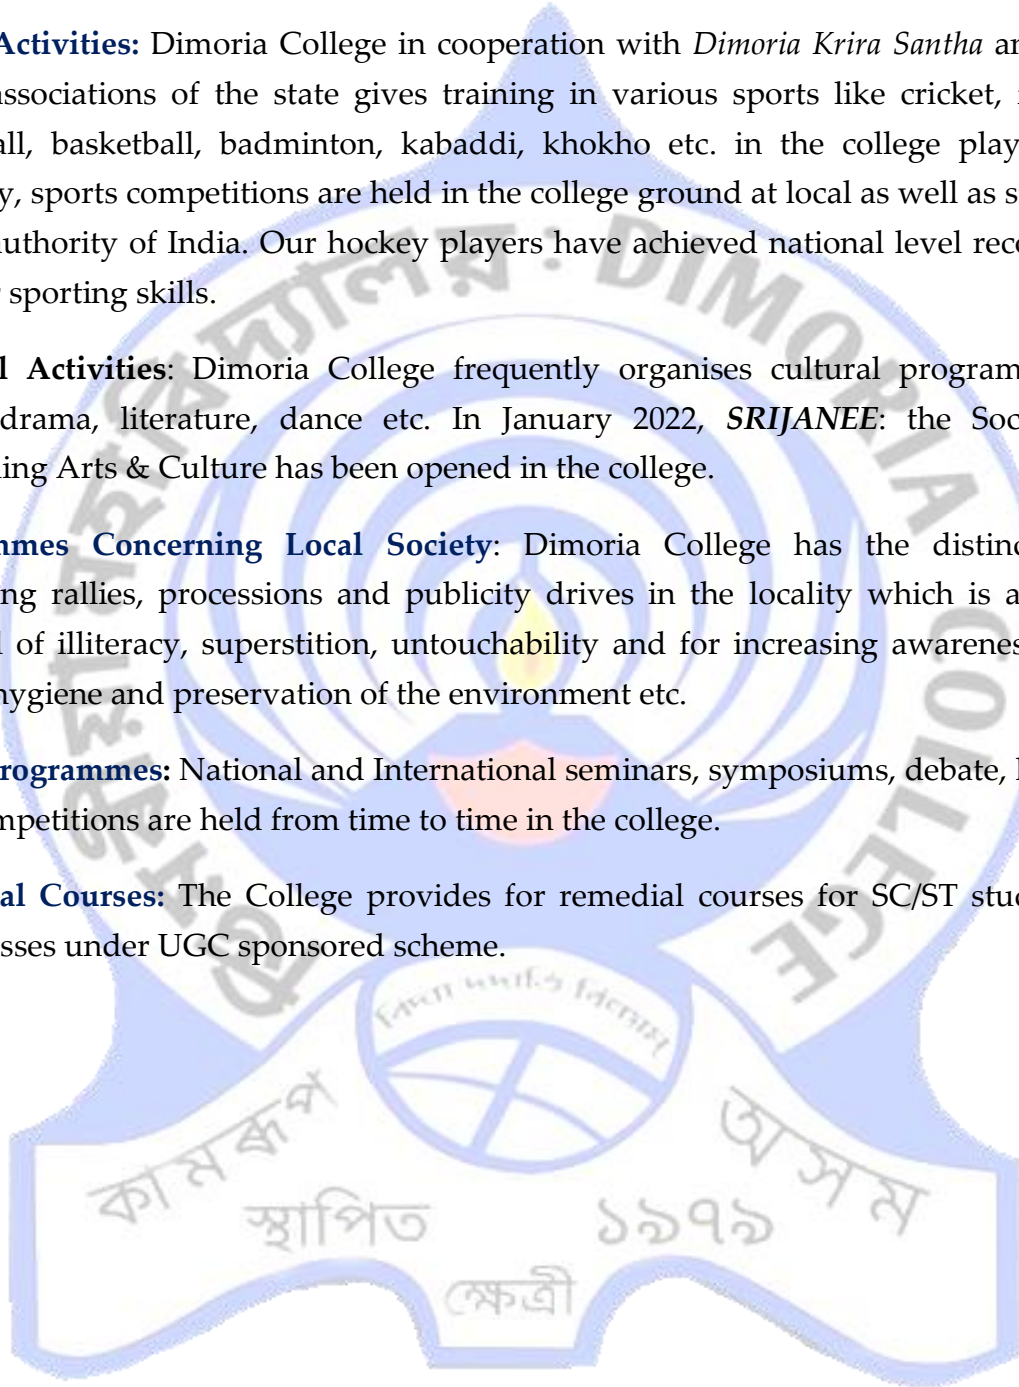 Activities: Dimoria College in cooperation with Dimoria Krira Santha
associations of the state gives training in various sports like cricket,
all, basketball, badminton, kabaddi, khokho etc. in the college play
y, sports competitions are held in the college ground at local as well as s
uthority of India. Our hockey players have achieved national level reco
sporting skills.
l Activities: Dimoria College frequently organises cultural program
drama, literature, dance etc. In January 2022, SRIJANEE: the Soc
ing Arts & Culture has been opened in the college.
mmes Concerning Local Society: Dimoria College has the distinc
ng rallies, processions and publicity drives in the locality which is a
l of illiteracy, superstition, untouchability and for increasing awarenes
hygiene and preservation of the environment etc.
rogrammes: National and International seminars, symposiums, debate,
mpetitions are held from time to time in the college.
al Courses: The College provides for remedial courses for SC/ST stud
sses under UGC sponsored scheme.
DIMORIA COLLEGE
কামৰূপ
অসম
স্থাপিত ১৯৭৯
ক্ষেত্ৰী